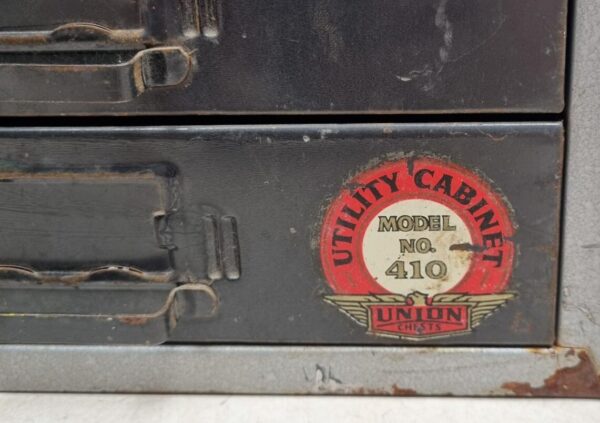 UTILITY CABINET
MODEL
NO.
410
UNION
CHESTS